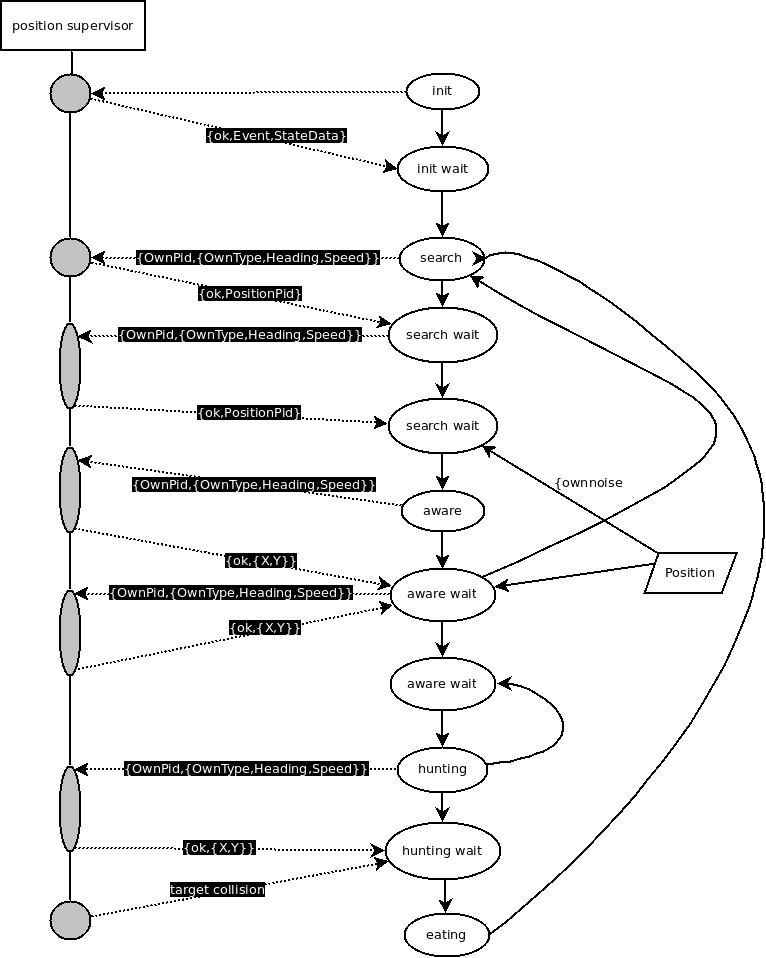 position supervisor
init
{ok,Event,StateData}
init wait
{OwnPid,{OwnType,Heading,Speed}}
search
{ok,PositionPid}
{OwnPid,{OwnType,Heading,Speed}}
search wait
{ok,PositionPid}
search wait
{OwnPid,{OwnType,Heading,Speed}}
{ownnoise
aware
{ok,{X,Y}}
Position
{OwnPid,{OwnType,Heading,Speed}}
aware wait
{ok,{X,Y}}
aware wait
{OwnPid,{OwnType,Heading,Speed}}
hunting
{ok,{X,Y}}
hunting wait
target collision
eating